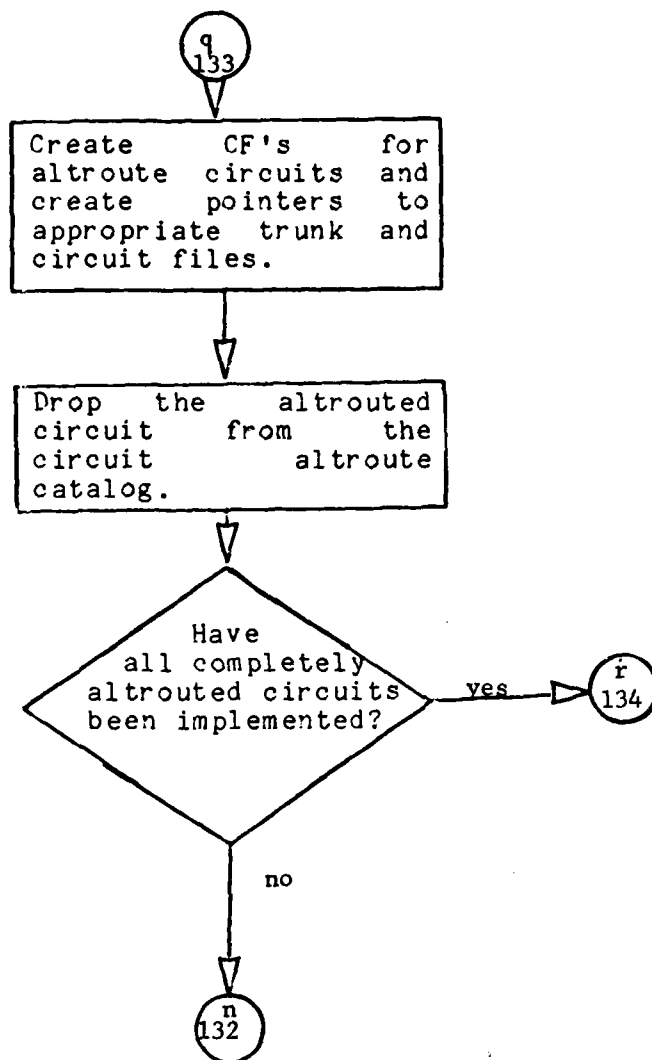 q
133
Create CF's for
altroute circuits and
create pointers to
appropriate trunk and
circuit files.
Drop the altrouted
circuit from the
circuit altroute
catalog.
Have
all completely
altrouted circuits
been implemented?
yes
r
134
no
n
132